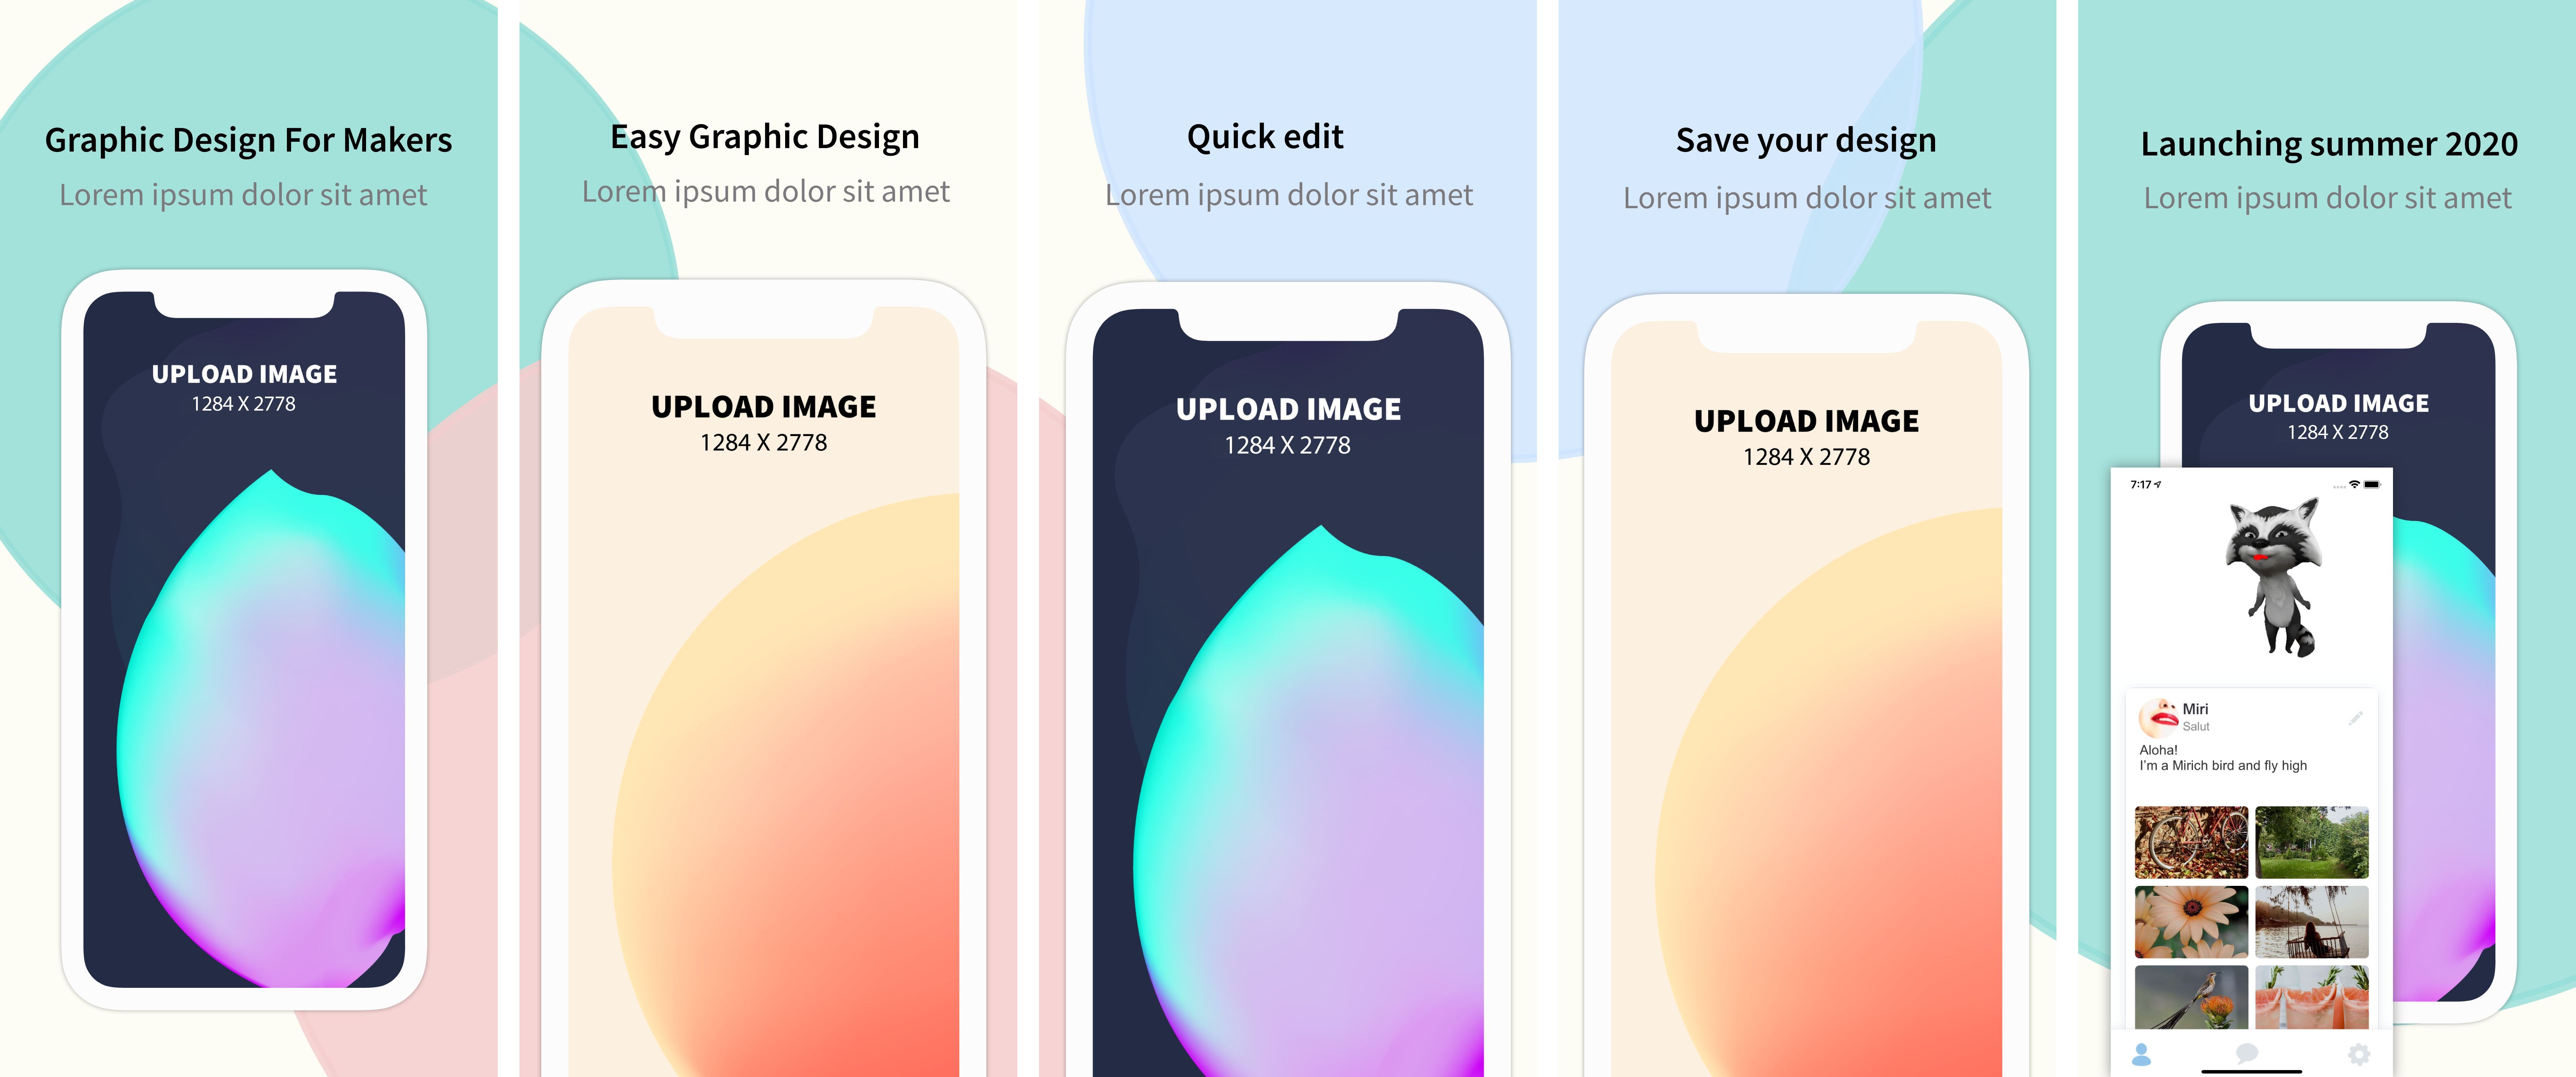 Graphic Design For Makers
Lorem ipsum dolor sit amet
UPLOAD IMAGE
1284 X 2778
Easy Graphic Design
Lorem ipsum dolor sit amet
UPLOAD IMAGE
1284 X 2778
Quick edit
Lorem ipsum dolor sit amet
UPLOAD IMAGE
1284 X 2778
Save your design
Lorem ipsum dolor sit amet
UPLOAD IMAGE
1284 X 2778
Launching summer 2020
Lorem ipsum dolor sit amet
UPLOAD IMAGE
1284 X 2778
7:17
Miri
Salut
Aloha!
I'm a Mirich bird and fly high